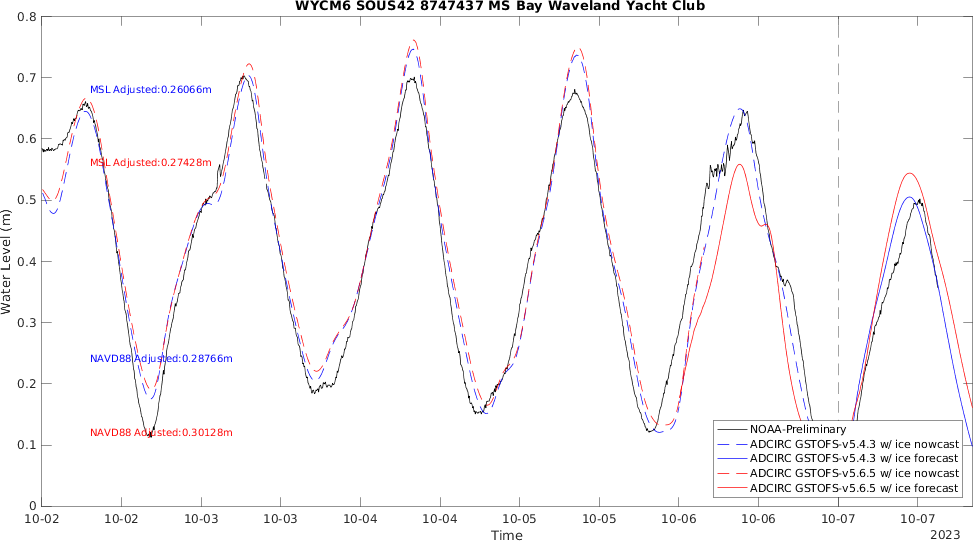 WYCM6 SOUS42 8747437 MS Bay Waveland Yacht Club
Water Level (m)
0.8
0.7
0.6
0.5
0.4
0.3
0.2
0.1
0
MSL Adjusted:0.26066m
MSL Adjusted:0.27428m
NAVD88 Adjusted:0.28766m
NAVD88 Adjusted:0.30128m
NOAA-Preliminary
ADCIRC GSTOFS-v5.4.3 w/ ice nowcast
ADCIRC GSTOFS-v5.4.3 w/ ice forecast
ADCIRC GSTOFS-v5.6.5 w/ ice nowcast
ADCIRC GSTOFS-v5.6.5 w/ ice forecast
10-02 10-02 10-03 10-03 10-04 10-04 10-05 10-05 10-06 10-06 10-07 10-07
Time
2023